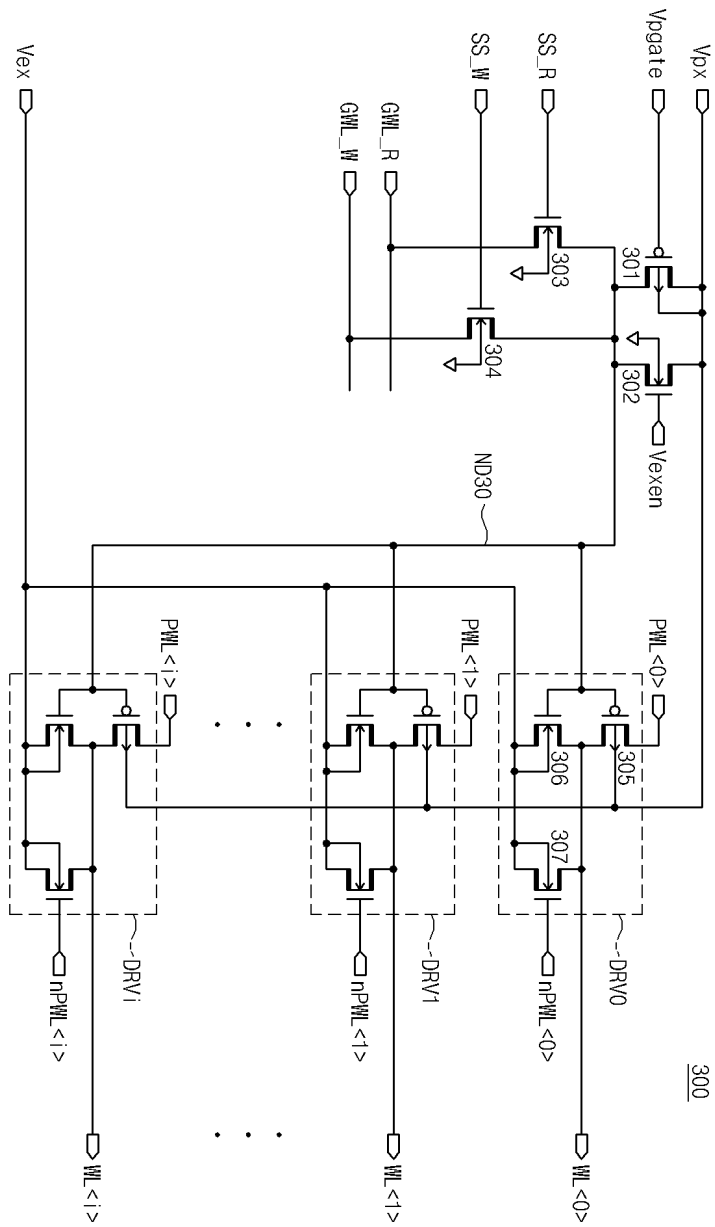 300
Vpx
Vpgate
SS_R
SS_W
GWL_R
GWL_W
Vex
301
302
Vexen
303
304
ND30
PWL<0>
305
306
307
nPWL<0>
DRV0
WL<0>
PWL<1>
nPWL<1>
DRV1
WL<1>
PWL<i>
nPWL<i>
DRVi
WL<i>